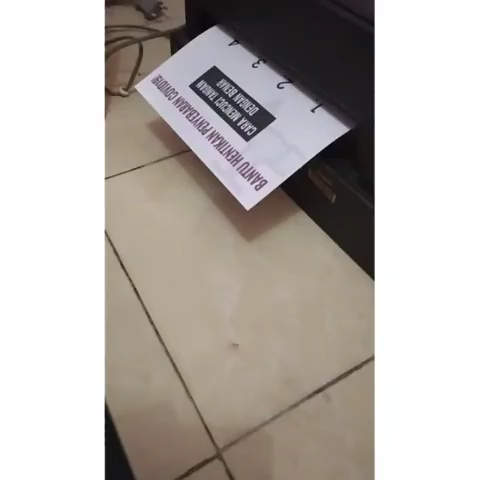 BANTU HENTIKAN PENYEBARAN COVID19!
CARA MENCUCI TANGAN
DENGAN BENAR
1 2 3 4